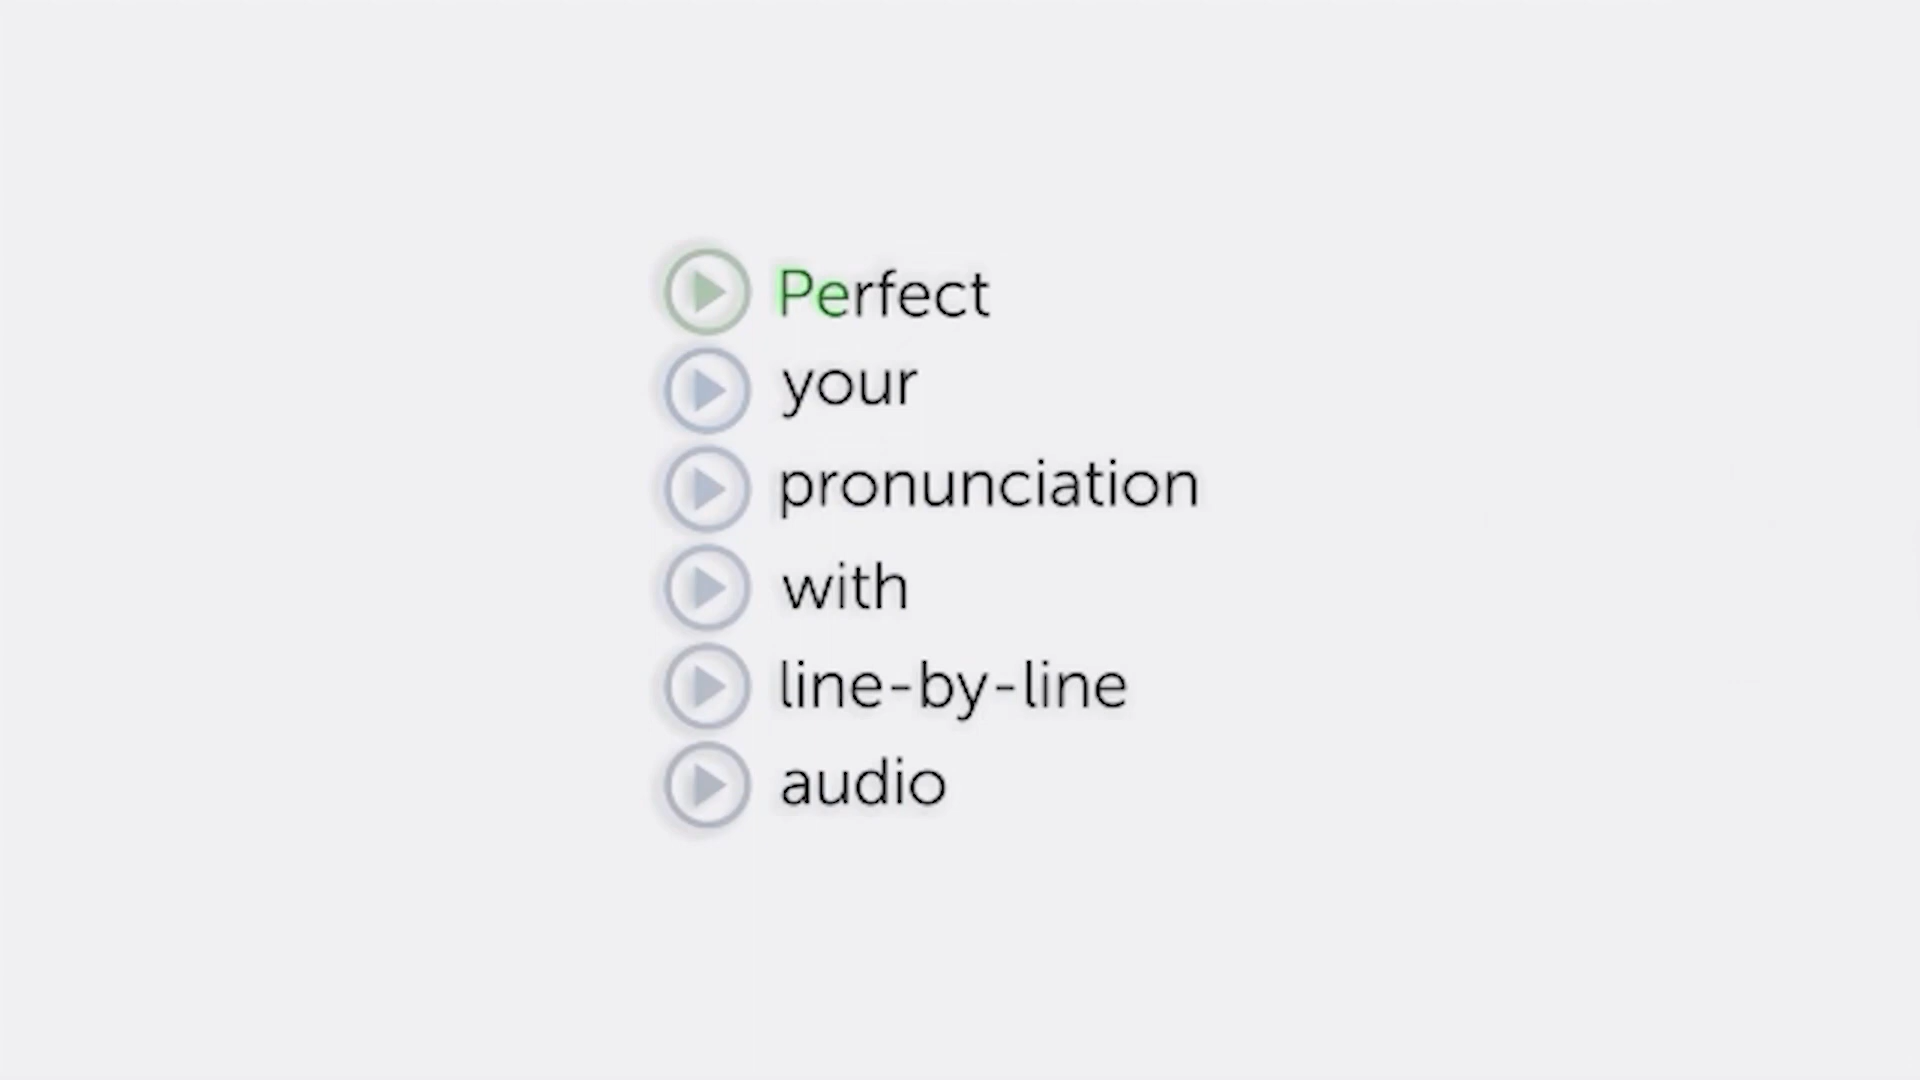 Perfect
your
pronunciation
with
line-by-line
audio